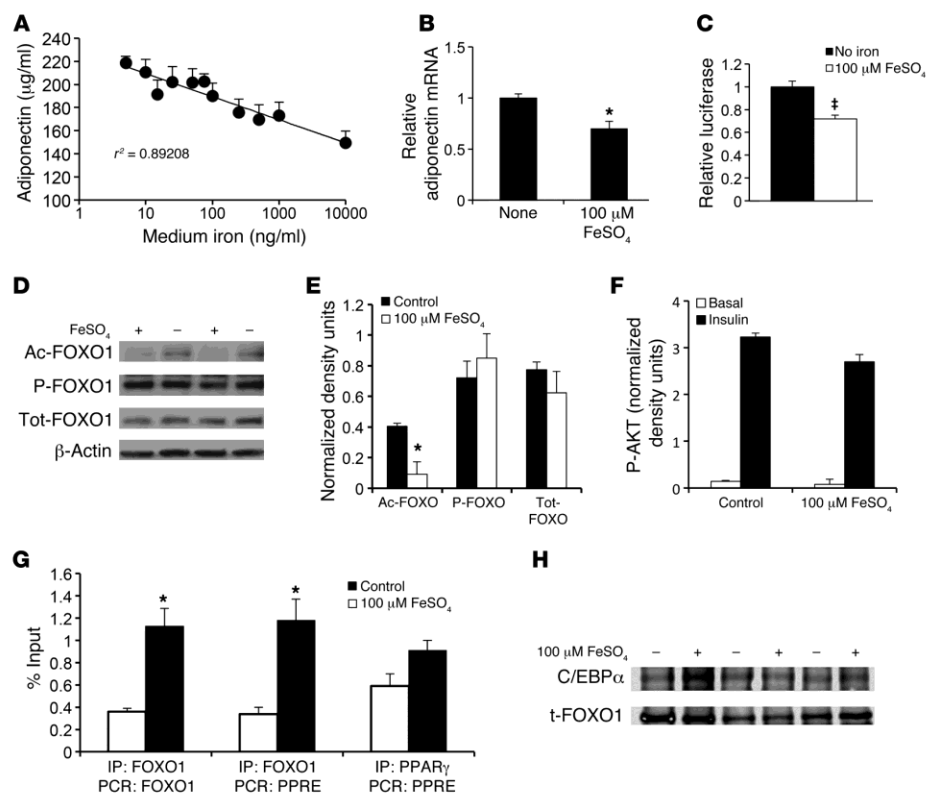 A
Adiponectin (µg/ml)
240
220
200
180
160
140
120
100
r² = 0.89208
1
10
100
1000
10000
Medium iron (ng/ml)
B
Relative
adiponectin mRNA
1.5
1
0.5
0
*
None
100 µM
FeSO₄
C
No iron
100 µM FeSO₄
Relative luciferase
1.2
1
0.8
0.6
0.4
0.2
0
‡
D
FeSO₄
+
–
+
–
Ac-FOXO1
P-FOXO1
Tot-FOXO1
β-Actin
E
Control
100 µM FeSO₄
Normalized density units
1.2
1
0.8
0.6
0.4
0.2
0
*
Ac-FOXO
P-FOXO
Tot-
FOXO
F
Basal
Insulin
P-AKT (normalized
density units)
4
3
2
1
0
Control
100 µM FeSO₄
G
Control
100 µM FeSO₄
% Input
1.6
1.4
1.2
1
0.8
0.6
0.4
0.2
0
*
*
IP: FOXO1
PCR: FOXO1
IP: FOXO1
PCR: PPRE
IP: PPARγ
PCR: PPRE
H
100 µM FeSO₄
–
+
–
+
–
+
C/EBPα
t-FOXO1